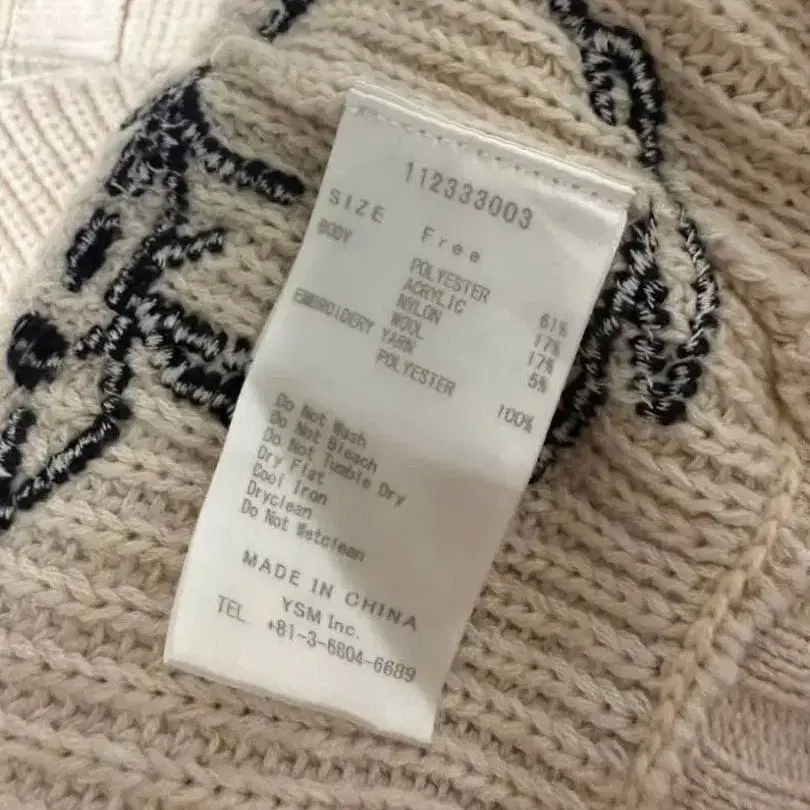 112333003
SIZE Free
BODY
POLYESTER 61%
ACRYLIC 17%
NYLON 17%
WOOL 5%
EMBROIDERY YARN
POLYESTER 100%
Do Not Wash
Do Not Bleach
Do Not Tumble Dry
Dry Flat
Cool Iron
Dryclean
Do Not Wetclean
MADE IN CHINA
YSM Inc.
TEL +81-3-6804-6689